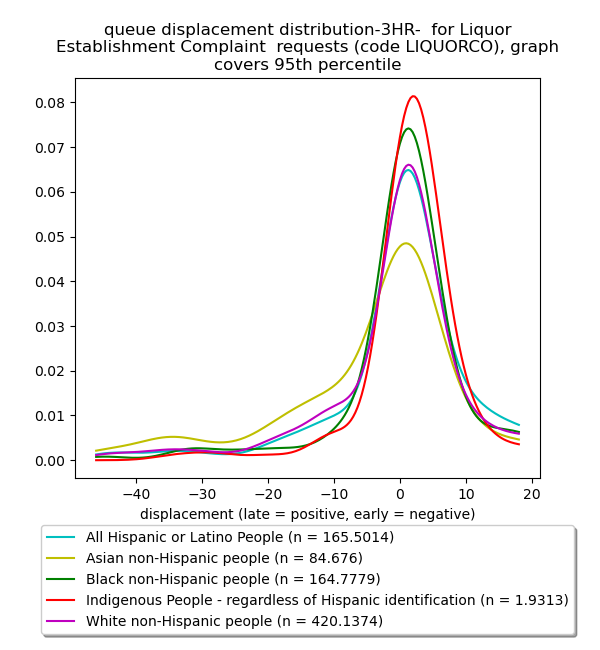 queue displacement distribution-3HR-  for Liquor
Establishment Complaint  requests (code LIQUORCO), graph
covers 95th percentile
0.08
0.07
0.06
0.05
0.04
0.03
0.02
0.01
0.00
−40 −30 −20 −10 0 10 20
displacement (late = positive, early = negative)
All Hispanic or Latino People (n = 165.5014)
Asian non-Hispanic people (n = 84.676)
Black non-Hispanic people (n = 164.7779)
Indigenous People - regardless of Hispanic identification (n = 1.9313)
White non-Hispanic people (n = 420.1374)